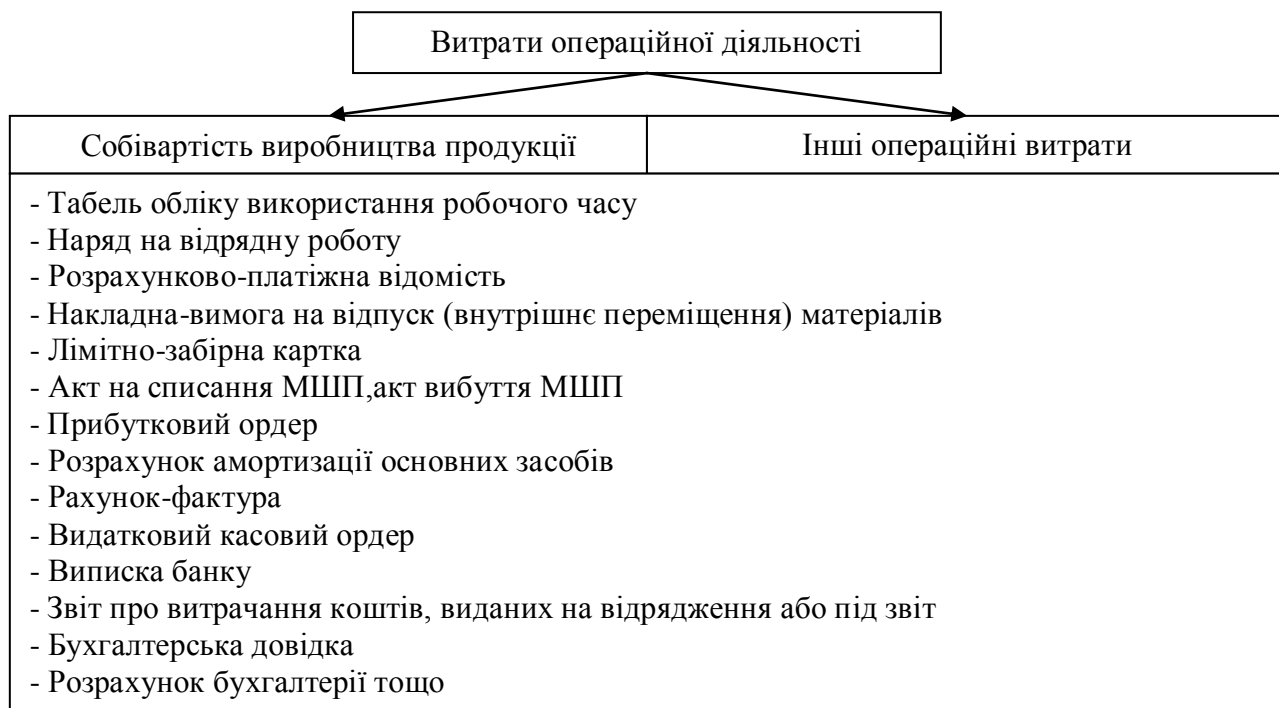 Витрати операційної діяльності
Собівартість виробництва продукції
Інші операційні витрати
- Табель обліку використання робочого часу
- Наряд на відрядну роботу
- Розрахунково-платіжна відомість
- Накладна-вимога на відпуск (внутрішнє переміщення) матеріалів
- Лімітно-забірна картка
- Акт на списання МШП,акт вибуття МШП
- Прибутковий ордер
- Розрахунок амортизації основних засобів
- Рахунок-фактура
- Видатковий касовий ордер
- Виписка банку
- Звіт про витрачання коштів, виданих на відрядження або під звіт
- Бухгалтерська довідка
- Розрахунок бухгалтерії тощо